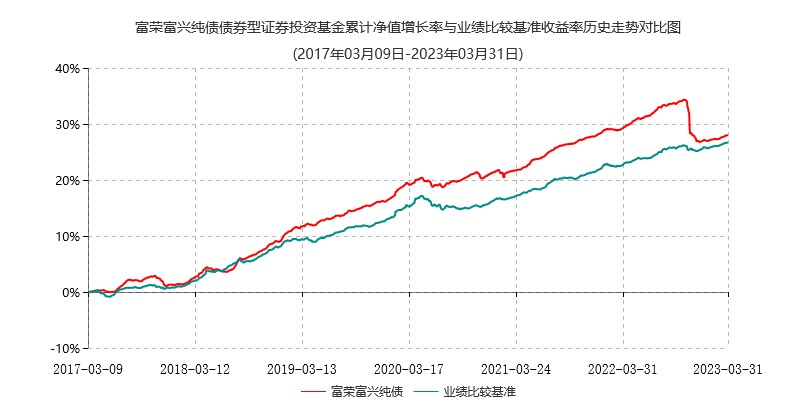 富荣富兴纯债债券型证券投资基金累计净值增长率与业绩比较基准收益率历史走势对比图
(2017年03月09日-2023年03月31日)
40%
30%
20%
10%
0%
-10%
2017-03-09 2018-03-12 2019-03-13 2020-03-17 2021-03-24 2022-03-31 2023-03-31
富荣富兴纯债 业绩比较基准